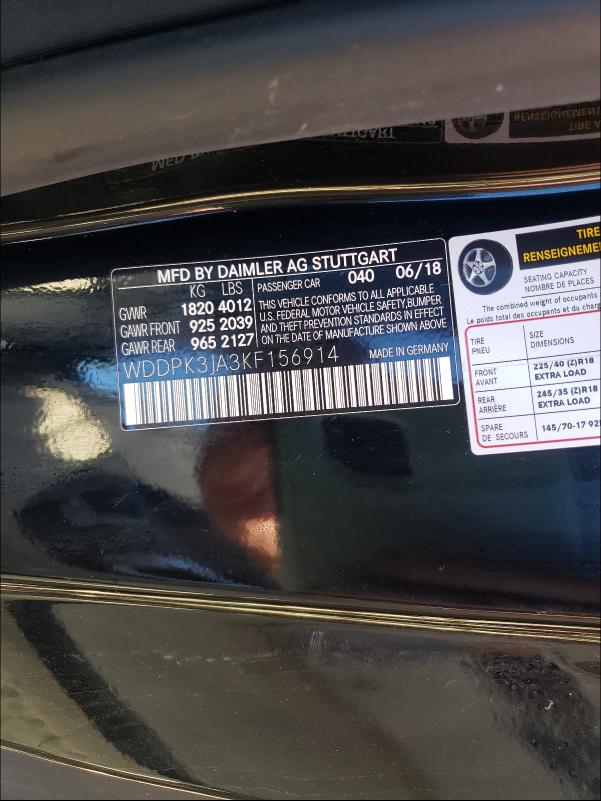 MFD BY DAIMLER AG STUTTGART
KG LBS
GVWR 1820 4012
GAWR FRONT 925 2039
GAWR REAR 965 2127
PASSENGER CAR 040 06/18
THIS VEHICLE CONFORMS TO ALL APPLICABLE
U.S. FEDERAL MOTOR VEHICLE SAFETY, BUMPER
AND THEFT PREVENTION STANDARDS IN EFFECT
ON THE DATE OF MANUFACTURE SHOWN ABOVE
WDDPK3JA3KF156914 MADE IN GERMANY
TIRE
RENSEIGNEME
SEATING CAPACITY
NOMBRE DE PLACES
The combined weight of occupants
Le poids total des occupants et du charg
TIRE SIZE
PNEU DIMENSIONS
FRONT 225/40 (Z)R18
AVANT EXTRA LOAD
REAR 245/35 (Z)R18
ARRIÈRE EXTRA LOAD
SPARE 145/70-17 92
DE SECOURS